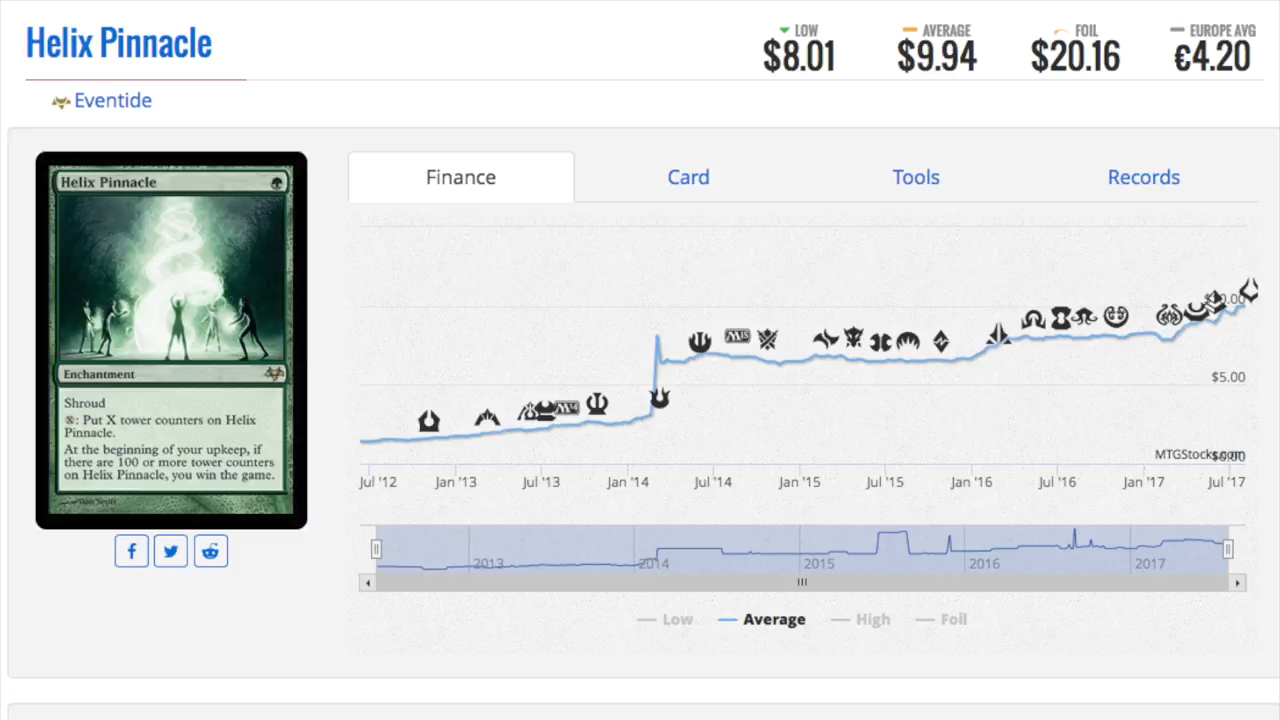 Helix Pinnacle
LOW
$8.01
AVERAGE
$9.94
FOIL
$20.16
EUROPE AVG
€4.20
Eventide
Helix Pinnacle
Enchantment
Shroud
: Put X tower counters on Helix
Pinnacle.
At the beginning of your upkeep, if
there are 100 or more tower counters
on Helix Pinnacle, you win the game.
Finance
Card
Tools
Records
M15
M14
$5.00
MTGStocks.com
Jul '12
Jan '13
Jul '13
Jan '14
Jul '14
Jan '15
Jul '15
Jan '16
Jul '16
Jan '17
Jul '17
2013
2014
2015
2016
2017
Low
Average
High
Foil